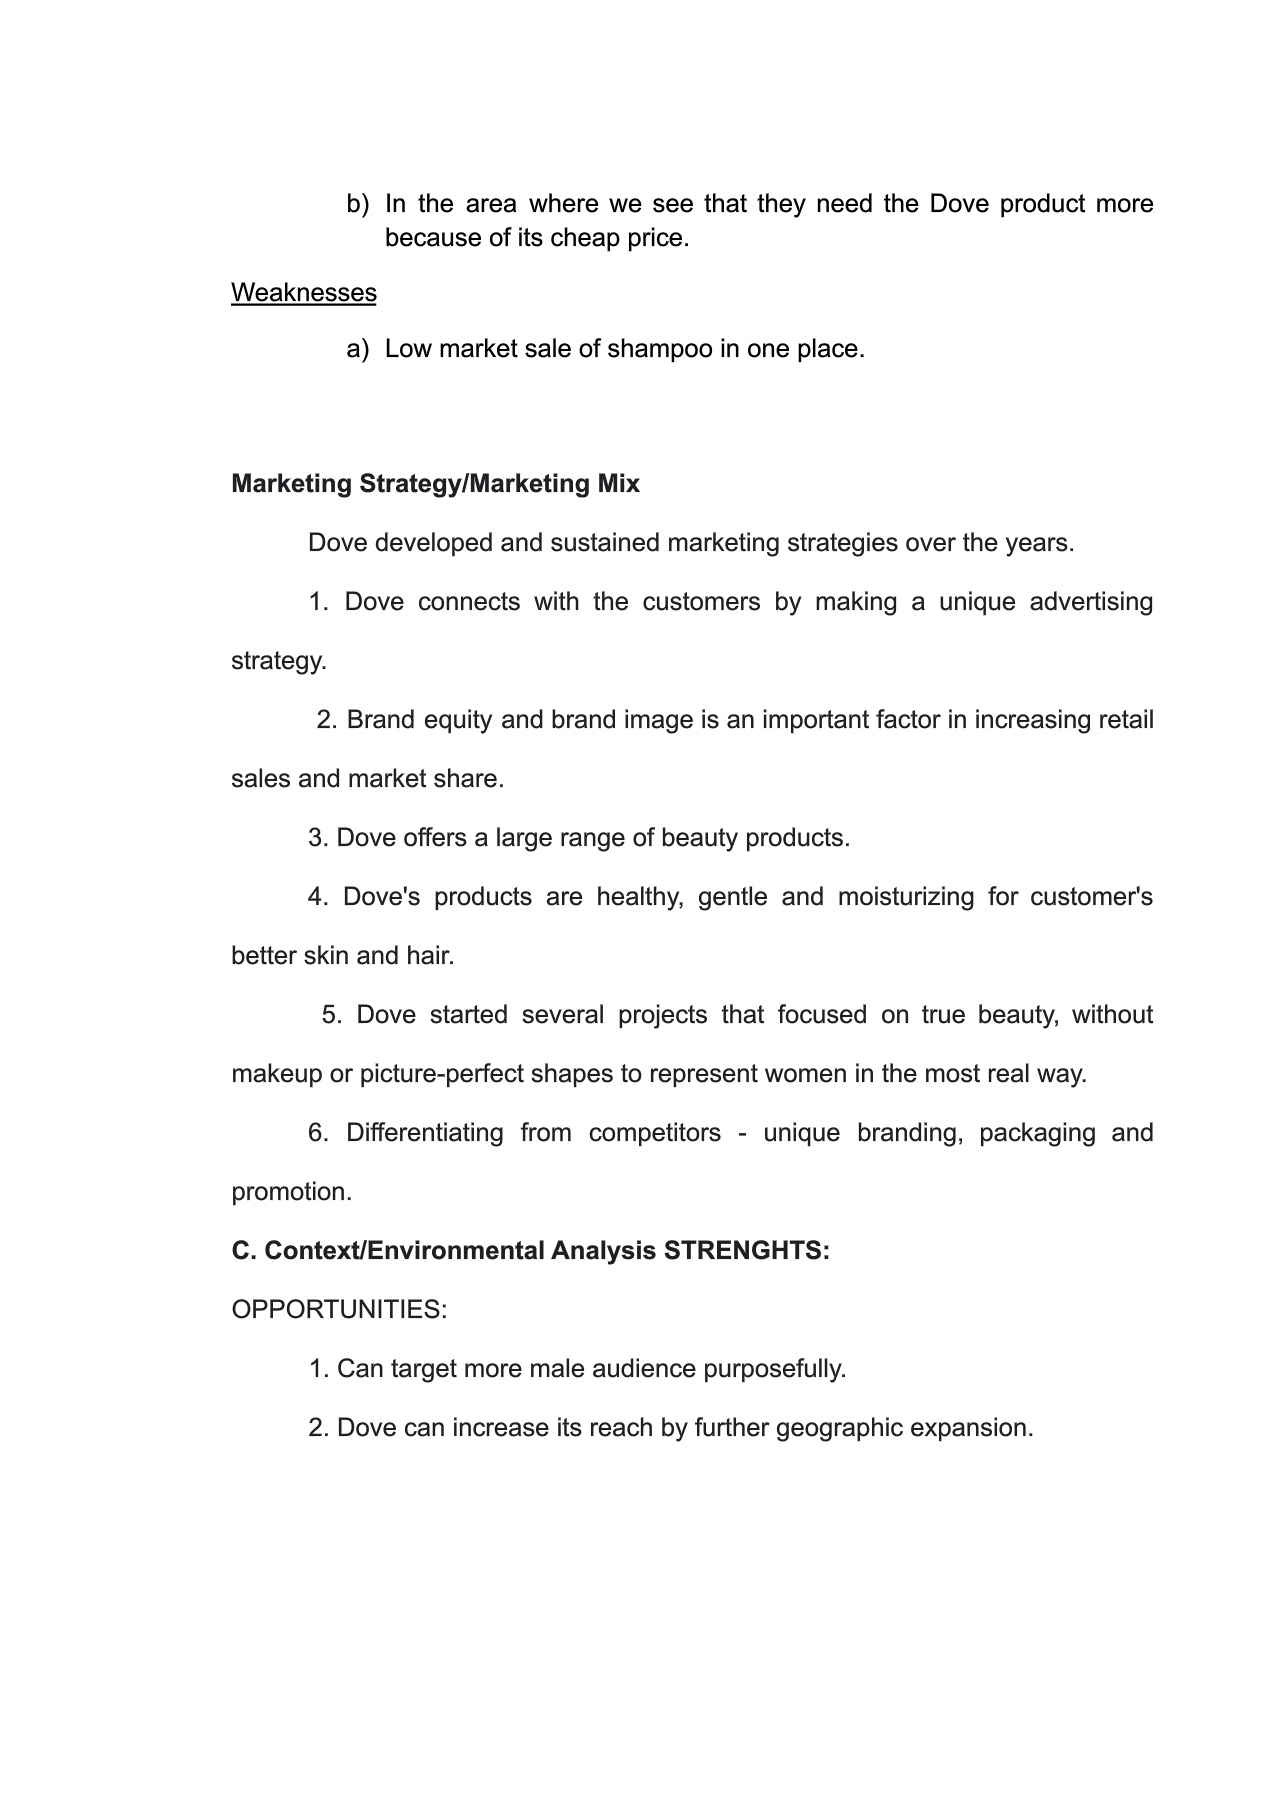 b) In the area where we see that they need the Dove product more
because of its cheap price.
Weaknesses
a) Low market sale of shampoo in one place.
Marketing Strategy/Marketing Mix
Dove developed and sustained marketing strategies over the years.
1. Dove connects with the customers by making a unique advertising
strategy.
2. Brand equity and brand image is an important factor in increasing retail
sales and market share.
3. Dove offers a large range of beauty products.
4. Dove's products are healthy, gentle and moisturizing for customer's
better skin and hair.
5. Dove started several projects that focused on true beauty, without
makeup or picture-perfect shapes to represent women in the most real way.
6. Differentiating from competitors - unique branding, packaging and
promotion.
C. Context/Environmental Analysis STRENGHTS:
OPPORTUNITIES:
1. Can target more male audience purposefully.
2. Dove can increase its reach by further geographic expansion.